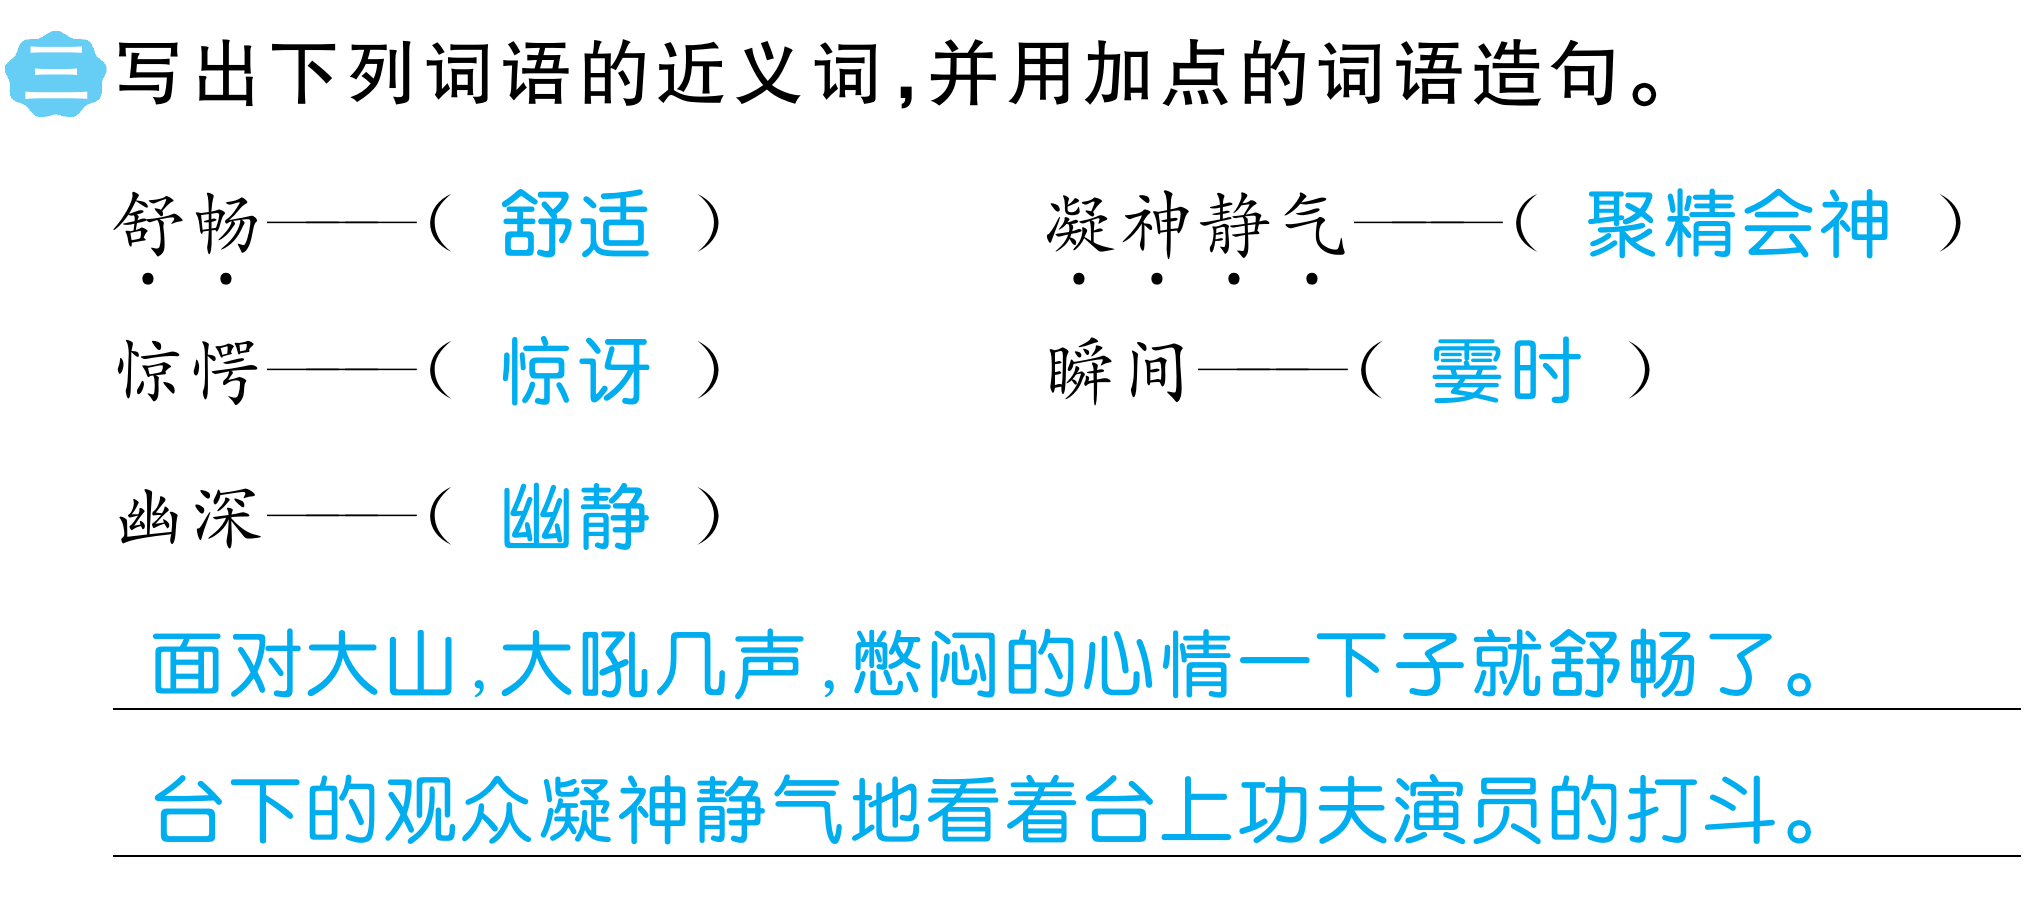 三 写出下列词语的近义词,并用加点的词语造句。
舒畅——( 舒适 ) 凝神静气——( 聚精会神 )
惊愕——( 惊讶 ) 瞬间——( 霎时 )
幽深——( 幽静 )
面对大山,大吼几声,憋闷的心情一下子就舒畅了。
台下的观众凝神静气地看着台上功夫演员的打斗。